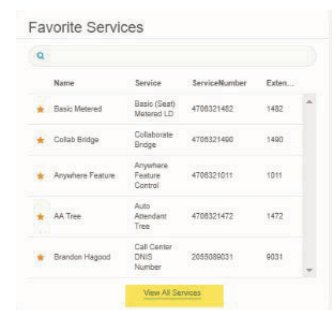 Favorite Services
Name Service ServiceNumber Exten...
Basic Metered Basic (Seat) Metered LD 4706321482 1482
Collab Bridge Collaborate Bridge 4706321490 1490
Anywhere Feature Anywhere Feature Control 4706321011 1011
AA Tree Auto Attendant Tree 4706321472 1472
Brandon Hagood Call Center DNIS Number 2055089031 9031
View All Services